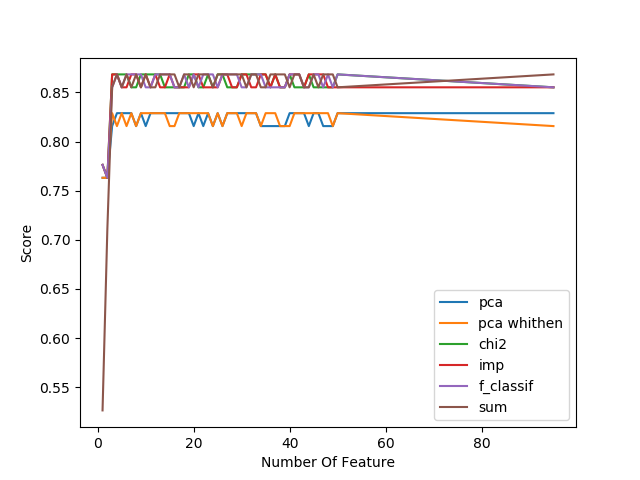 0.85
0.80
0.75
0.70
0.65
0.60
0.55
Score
0
20
40
60
80
Number Of Feature
pca
pca whithen
chi2
imp
f_classif
sum